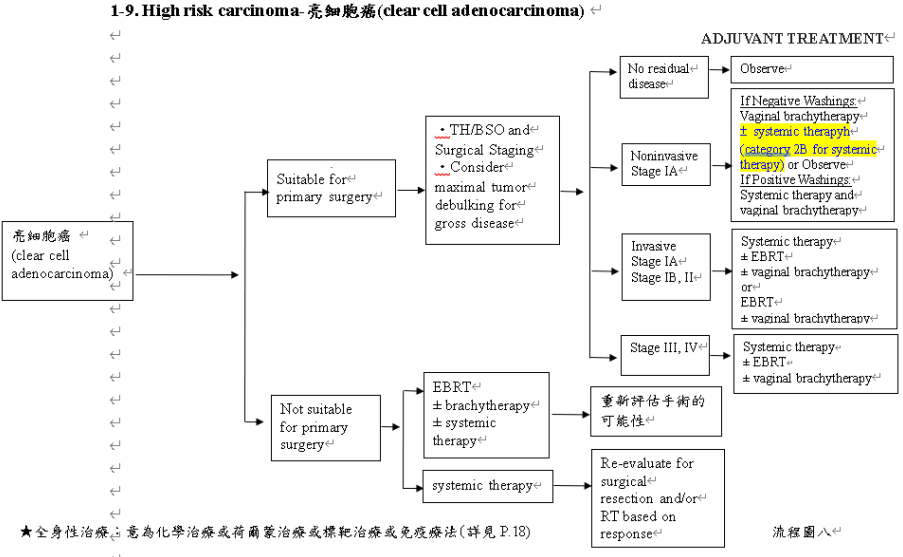 1-9. High risk carcinoma-亮細胞癌(clear cell adenocarcinoma)
ADJUVANT TREATMENT
亮細胞癌
(clear cell
adenocarcinoma)
Suitable for
primary surgery
・TH/BSO and
Surgical Staging
・Consider
maximal tumor
debulking for
gross disease
No residual
disease
Observe
Noninvasive
Stage IA
If Negative Washings:
Vaginal brachytherapy
± systemic therapyh
(category 2B for systemic
therapy) or Observe
If Positive Washings:
Systemic therapy and
vaginal brachytherapy
Invasive
Stage IA
Stage IB, II
Systemic therapy
± EBRT
± vaginal brachytherapy
or
EBRT
± vaginal brachytherapy
Stage III, IV
Systemic therapy
± EBRT
± vaginal brachytherapy
Not suitable
for primary
surgery
EBRT
± brachytherapy
± systemic
therapy
重新評估手術的
可能性
systemic therapy
Re-evaluate for
surgical
resection and/or
RT based on
response
★全身性治療：意為化學治療或荷爾蒙治療或標靶治療或免疫療法(詳見 P.18)
流程圖八